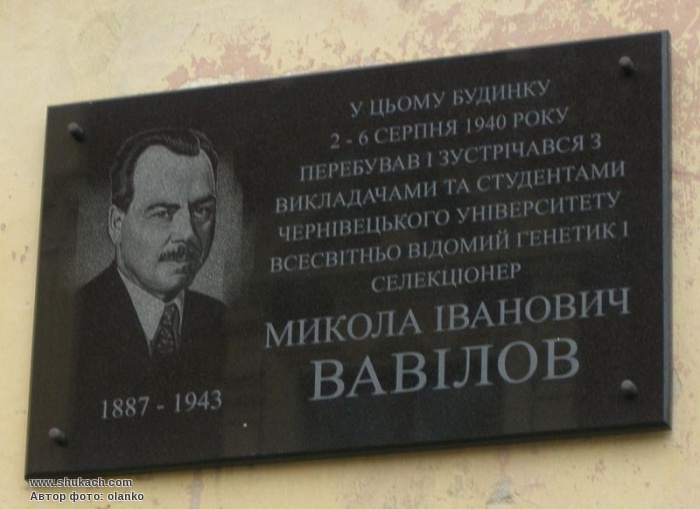 У ЦЬОМУ БУДИНКУ
2 - 6 СЕРПНЯ 1940 РОКУ
ПЕРЕБУВАВ І ЗУСТРІЧАВСЯ З
ВИКЛАДАЧАМИ ТА СТУДЕНТАМИ
ЧЕРНІВЕЦЬКОГО УНІВЕРСИТЕТУ
ВСЕСВІТНЬО ВІДОМИЙ ГЕНЕТИК І
СЕЛЕКЦІОНЕР
МИКОЛА ІВАНОВИЧ
ВАВІЛОВ
1887 - 1943
www.shukach.com
Автор фото: olanko